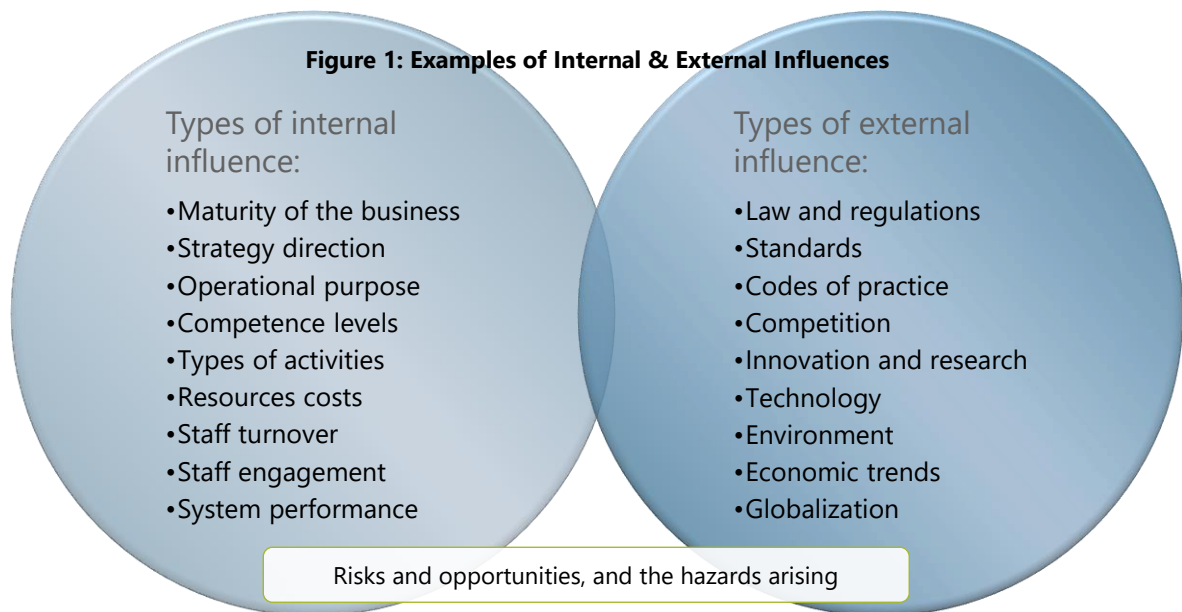 Figure 1: Examples of Internal & External Influences
Types of internal
influence:
•Maturity of the business
•Strategy direction
•Operational purpose
•Competence levels
•Types of activities
•Resources costs
•Staff turnover
•Staff engagement
•System performance
Types of external
influence:
•Law and regulations
•Standards
•Codes of practice
•Competition
•Innovation and research
•Technology
•Environment
•Economic trends
•Globalization
Risks and opportunities, and the hazards arising